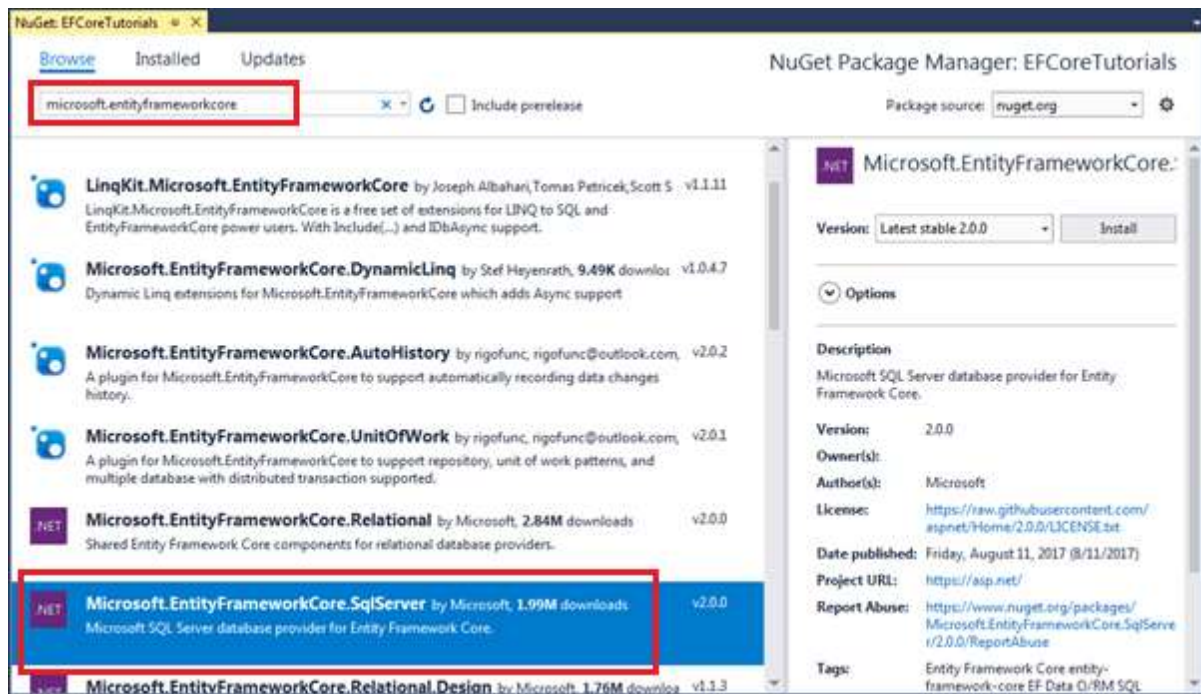 NuGet: EFCoreTutorials
Browse Installed Updates
NuGet Package Manager: EFCoreTutorials
microsoft.entityframeworkcore
Include prerelease
Package source: nuget.org
LinqKit.Microsoft.EntityFrameworkCore by Joseph Albahari,Tomas Petricek,Scott S v1.1.11
LinqKit.Microsoft.EntityFrameworkCore is a free set of extensions for LINQ to SQL and
EntityFrameworkCore power users. With Include(...) and IDbAsync support.
Microsoft.EntityFrameworkCore.DynamicLinq by Stef Heyenrath, 9.49K downloa v1.0.4.7
Dynamic Linq extensions for Microsoft.EntityFrameworkCore which adds Async support
Microsoft.EntityFrameworkCore.AutoHistory by rigofunc, rigofunc@outlook.com, v2.0.2
A plugin for Microsoft.EntityFrameworkCore to support automatically recording data changes
history.
Microsoft.EntityFrameworkCore.UnitOfWork by rigofunc, rigofunc@outlook.com, v2.0.1
A plugin for Microsoft.EntityFrameworkCore to support repository, unit of work patterns, and
multiple database with distributed transaction supported.
.NET
Microsoft.EntityFrameworkCore.Relational by Microsoft, 2.84M downloads v2.0.0
Shared Entity Framework Core components for relational database providers.
.NET
Microsoft.EntityFrameworkCore.SqlServer by Microsoft, 1.99M downloads v2.0.0
Microsoft SQL Server database provider for Entity Framework Core.
.NET
Microsoft.EntityFrameworkCore.Relational.Design by Microsoft, 1.76M downloa v1.1.3
.NET
Microsoft.EntityFrameworkCore.
Version: Latest stable 2.0.0
Install
Options
Description
Microsoft SQL Server database provider for Entity
Framework Core.
Version: 2.0.0
Owner(s):
Author(s): Microsoft
License: https://raw.githubusercontent.com/
aspnet/Home/2.0.0/LICENSE.txt
Date published: Friday, August 11, 2017 (8/11/2017)
Project URL: https://asp.net/
Report Abuse: https://www.nuget.org/packages/
Microsoft.EntityFrameworkCore.SqlServe
r/2.0.0/ReportAbuse
Tags: Entity Framework Core entity-
framework-core EF Data O/RM SQL